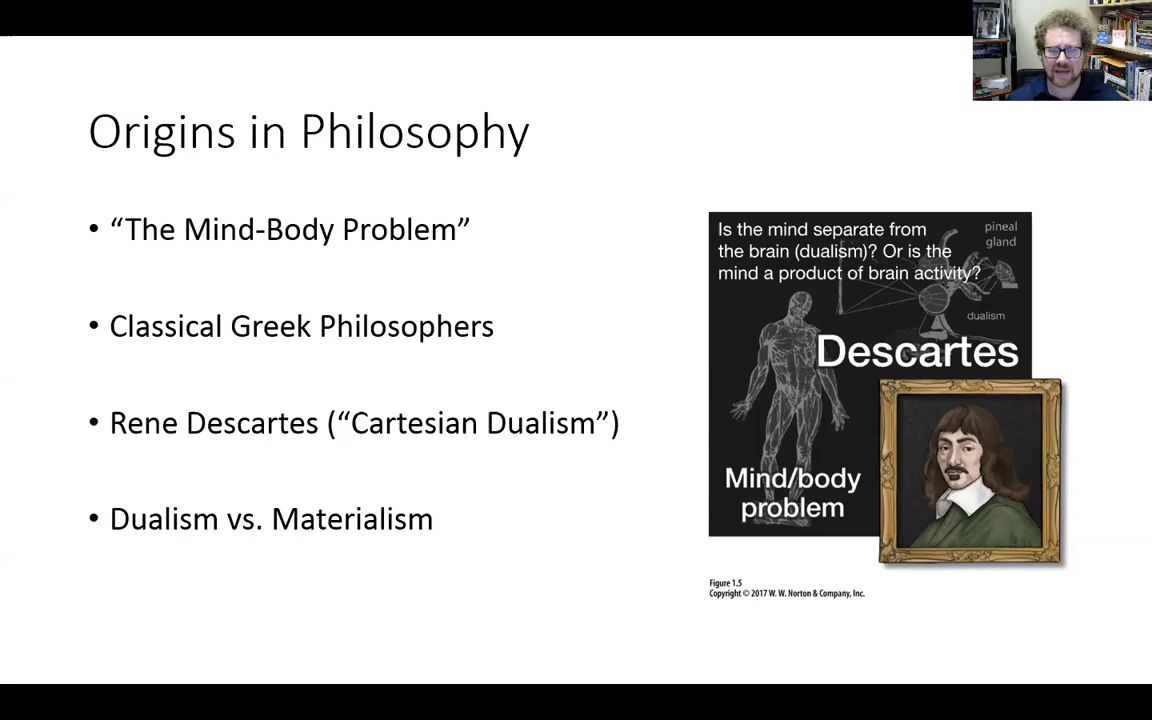 Origins in Philosophy
• “The Mind-Body Problem”
• Classical Greek Philosophers
• Rene Descartes (“Cartesian Dualism”)
• Dualism vs. Materialism
Is the mind separate from
the brain (dualism)? Or is the
mind a product of brain activity?
pineal
gland
dualism
Descartes
Mind/body
problem
Figure 1.5
Copyright © 2017 W. W. Norton & Company, Inc.